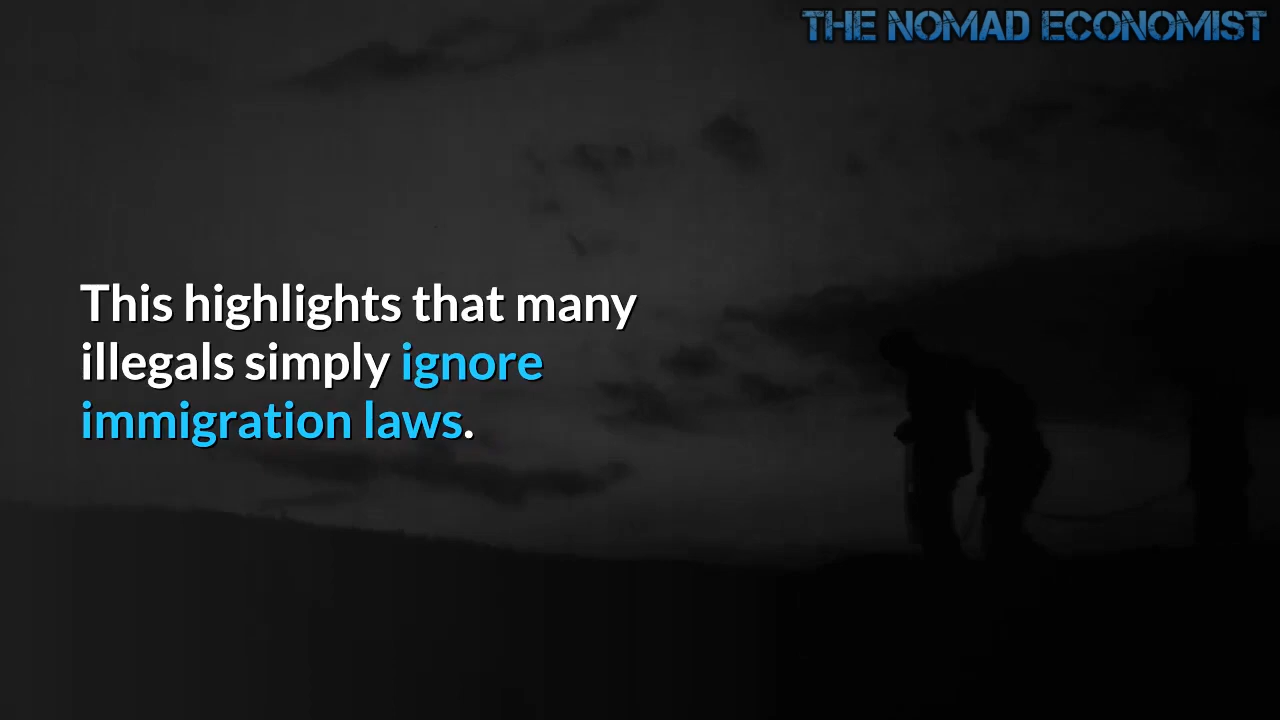 THE NOMAD ECONOMIST
This highlights that many
illegals simply ignore
immigration laws.